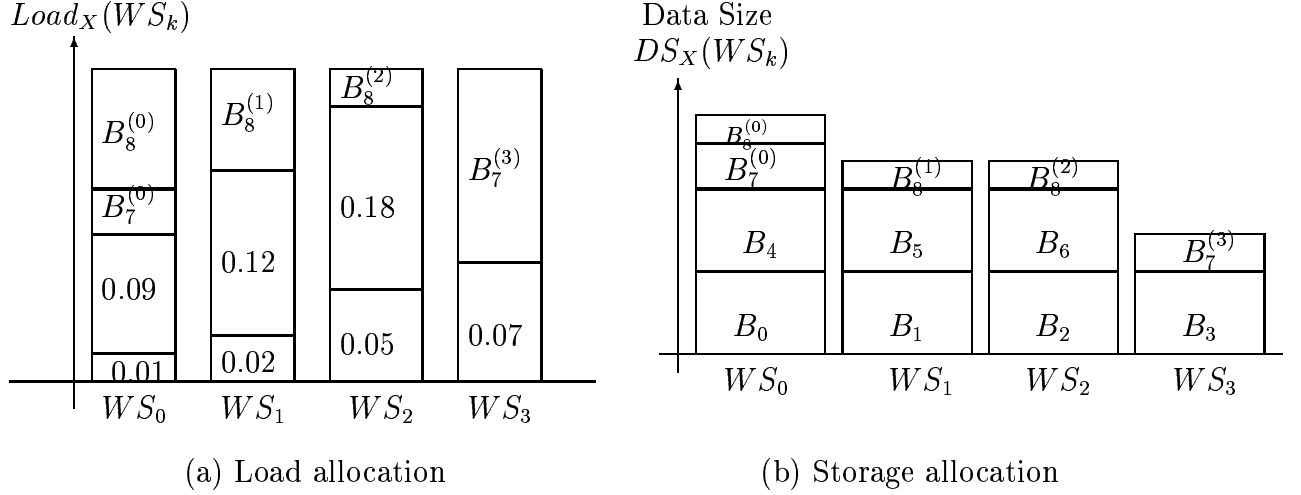 Load_X(WS_k)
B_8^(0)
B_7^(0)
0.09
0.01
B_8^(1)
0.12
0.02
B_8^(2)
0.18
0.05
B_7^(3)
0.07
WS_0 WS_1 WS_2 WS_3
(a) Load allocation
Data Size
DS_X(WS_k)
B_8^(0)
B_7^(0)
B_4
B_0
B_8^(1)
B_5
B_1
B_8^(2)
B_6
B_2
B_7^(3)
B_3
WS_0 WS_1 WS_2 WS_3
(b) Storage allocation